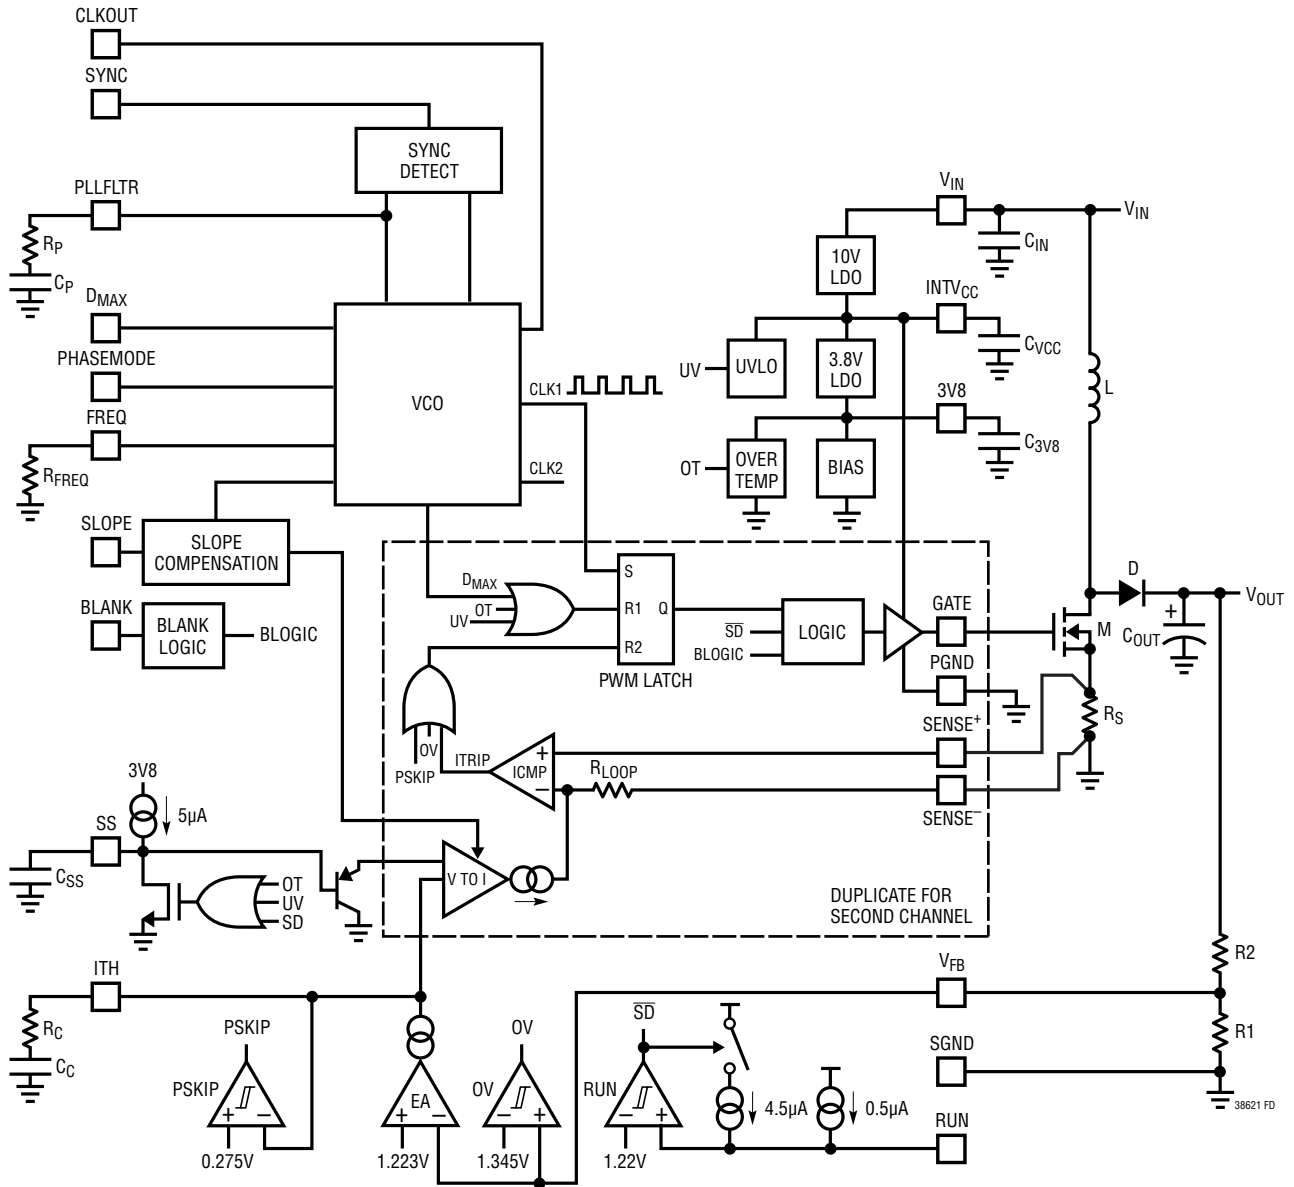 CLKOUT
SYNC
SYNC
DETECT
PLLFLTR
RP
CP
DMAX
PHASEMODE
FREQ
RFREQ
VCO
CLK1
CLK2
SLOPE
SLOPE
COMPENSATION
BLANK
BLANK
LOGIC
BLOGIC
VIN
VIN
CIN
10V
LDO
INTVCC
CVCC
UV
UVLO
3.8V
LDO
3V8
C3V8
OT
OVER
TEMP
BIAS
L
DMAX
OT
UV
S
R1
Q
R2
PWM LATCH
SD
BLOGIC
LOGIC
GATE
PGND
M
D
+
COUT
VOUT
RS
SENSE+
SENSE–
OV
PSKIP
ITRIP
ICMP
+
–
RLOOP
3V8
5µA
SS
CSS
OT
UV
SD
V TO I
DUPLICATE FOR
SECOND CHANNEL
ITH
RC
CC
PSKIP
PSKIP
+ –
0.275V
EA
+ –
1.223V
OV
OV
– +
1.345V
SD
RUN
– +
1.22V
4.5µA
0.5µA
VFB
SGND
RUN
R2
R1
38621 FD